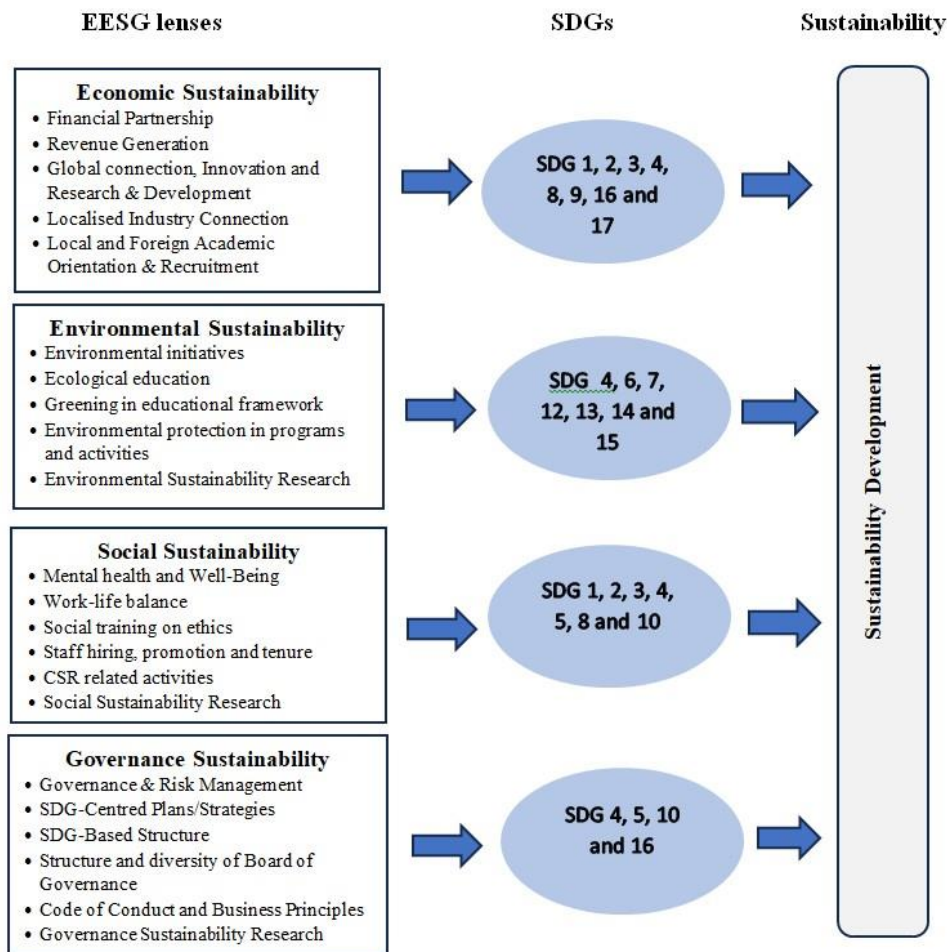 EESG lenses
SDGs
Sustainability
Economic Sustainability
• Financial Partnership
• Revenue Generation
• Global connection, Innovation and
Research & Development
• Localised Industry Connection
• Local and Foreign Academic
Orientation & Recruitment
SDG 1, 2, 3, 4,
8, 9, 16 and
17
Environmental Sustainability
• Environmental initiatives
• Ecological education
• Greening in educational framework
• Environmental protection in programs
and activities
• Environmental Sustainability Research
SDG 4, 6, 7,
12, 13, 14 and
15
Social Sustainability
• Mental health and Well-Being
• Work-life balance
• Social training on ethics
• Staff hiring, promotion and tenure
• CSR related activities
• Social Sustainability Research
SDG 1, 2, 3, 4,
5, 8 and 10
Governance Sustainability
• Governance & Risk Management
• SDG-Centred Plans/Strategies
• SDG-Based Structure
• Structure and diversity of Board of
Governance
• Code of Conduct and Business Principles
• Governance Sustainability Research
SDG 4, 5, 10
and 16
Sustainability Development